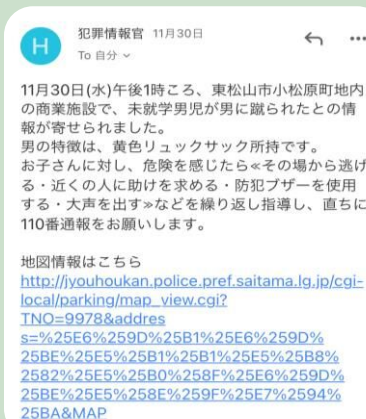 H
犯罪情報官 11月30日
To 自分
11月30日(水)午後1時ころ、東松山市小松原町地内
の商業施設で、未就学男児が男に蹴られたとの情
報が寄せられました。
男の特徴は、黄色リュックサック所持です。
お子さんに対し、危険を感じたら≪その場から逃げ
る・近くの人に助けを求める・防犯ブザーを使用
する・大声を出す≫などを繰り返し指導し、直ちに
110番通報をお願いします。
地図情報はこちら
http://jyouhoukan.police.pref.saitama.lg.jp/cgi-
local/parking/map_view.cgi?
TNO=9978&addres
s=%25E6%259D%25B1%25E6%259D%
25BE%25E5%25B1%25B1%25E5%25B8%
2582%25E5%25B0%258F%25E6%259D%
25BE%25E5%258E%259F%25E7%2594%
25BA&MAP